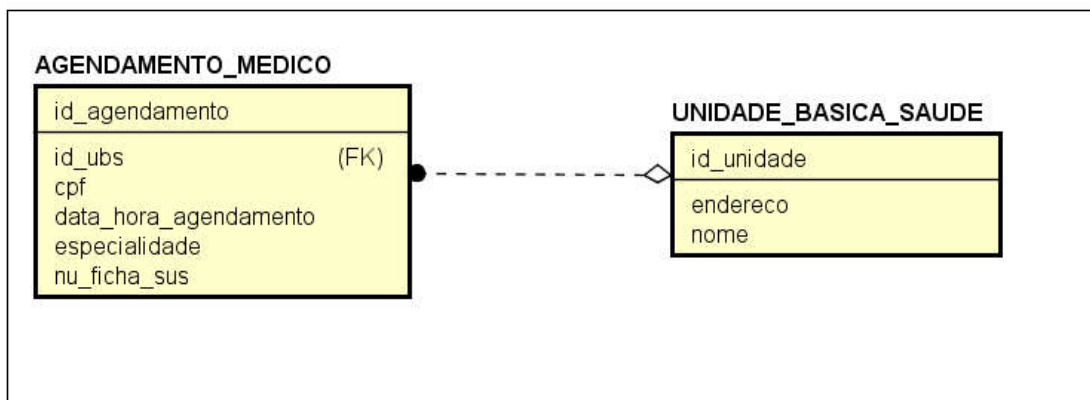 AGENDAMENTO_MEDICO
id_agendamento
id_ubs (FK)
cpf
data_hora_agendamento
especialidade
nu_ficha_sus
UNIDADE_BASICA_SAUDE
id_unidade
endereco
nome